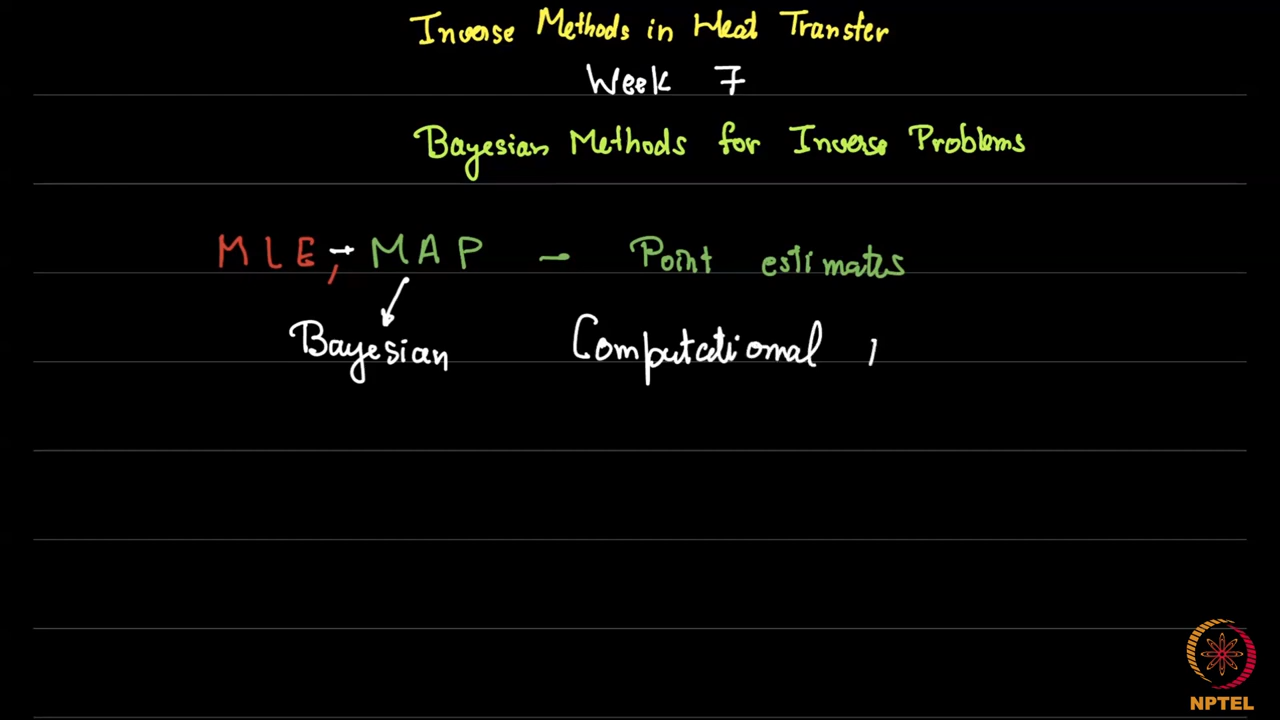 Inverse Methods in Heat Transfer
Week 7
Bayesian Methods for Inverse Problems
MLE, → MAP - Point estimates
Bayesian Computational
NPTEL